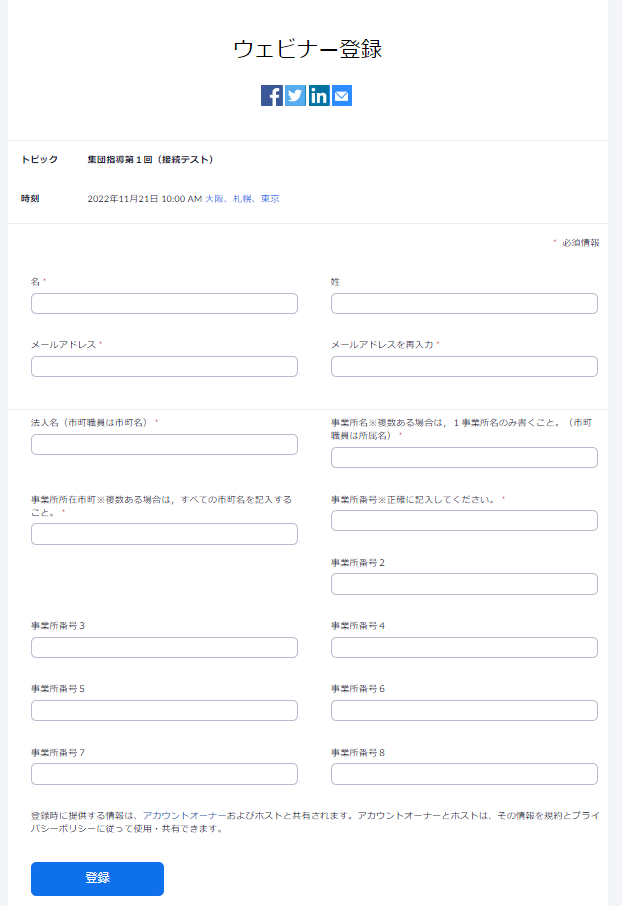 ウェビナー登録
トピック 集団指導第1回（接続テスト）
時刻 2022年11月21日 10:00 AM 大阪、札幌、東京
* 必須情報
名 *
姓
メールアドレス *
メールアドレスを再入力 *
法人名（市町職員は市町名） *
事業所名※複数ある場合は，１事業所名のみ書くこと。（市町
職員は所属名） *
事業所所在市町※複数ある場合は，すべての市町名を記入する
こと。 *
事業所番号※正確に記入してください。 *
事業所番号２
事業所番号３
事業所番号４
事業所番号５
事業所番号６
事業所番号７
事業所番号８
登録時に提供する情報は、アカウントオーナーおよびホストと共有されます。アカウントオーナーとホストは、その情報を規約とプライ
バシーポリシーに従って使用・共有できます。
登録